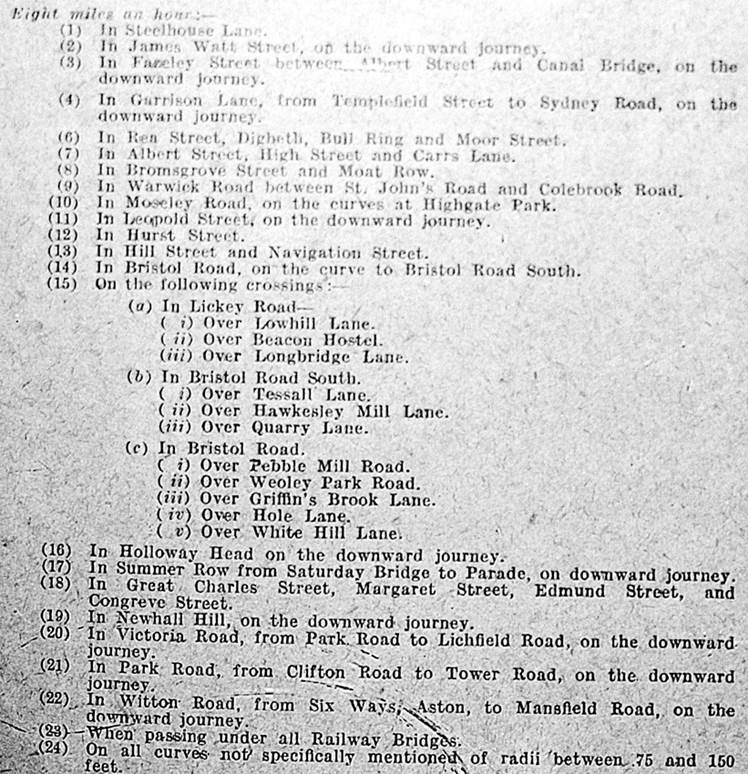 Eight miles an hour:—
(1) In Steelhouse Lane.
(2) In James Watt Street, on the downward journey.
(3) In Fazeley Street between Albert Street and Canal Bridge, on the
downward journey.
(4) In Garrison Lane, from Templefield Street to Sydney Road, on the
downward journey.
(6) In Rea Street, Digbeth, Bull Ring and Moor Street.
(7) In Albert Street, High Street and Carrs Lane.
(8) In Bromsgrove Street and Moat Row.
(9) In Warwick Road between St. John's Road and Colebrook Road.
(10) In Moseley Road, on the curves at Highgate Park.
(11) In Leopold Street, on the downward journey.
(12) In Hurst Street.
(13) In Hill Street and Navigation Street.
(14) In Bristol Road, on the curve to Bristol Road South.
(15) On the following crossings:—
(a) In Lickey Road—
(i) Over Lowhill Lane.
(ii) Over Beacon Hostel.
(iii) Over Longbridge Lane.
(b) In Bristol Road South.
(i) Over Tessall Lane.
(ii) Over Hawkesley Mill Lane.
(iii) Over Quarry Lane.
(c) In Bristol Road.
(i) Over Pebble Mill Road.
(ii) Over Weoley Park Road.
(iii) Over Griffin's Brook Lane.
(iv) Over Hole Lane.
(v) Over White Hill Lane.
(16) In Holloway Head on the downward journey.
(17) In Summer Row from Saturday Bridge to Parade, on downward journey.
(18) In Great Charles Street, Margaret Street, Edmund Street, and
Congreve Street.
(19) In Newhall Hill, on the downward journey.
(20) In Victoria Road, from Park Road to Lichfield Road, on the downward
journey.
(21) In Park Road, from Clifton Road to Tower Road, on the downward
journey.
(22) In Witton Road, from Six Ways, Aston, to Mansfield Road, on the
downward journey.
(23) When passing under all Railway Bridges.
(24) On all curves not specifically mentioned of radii between 75 and 150
feet.